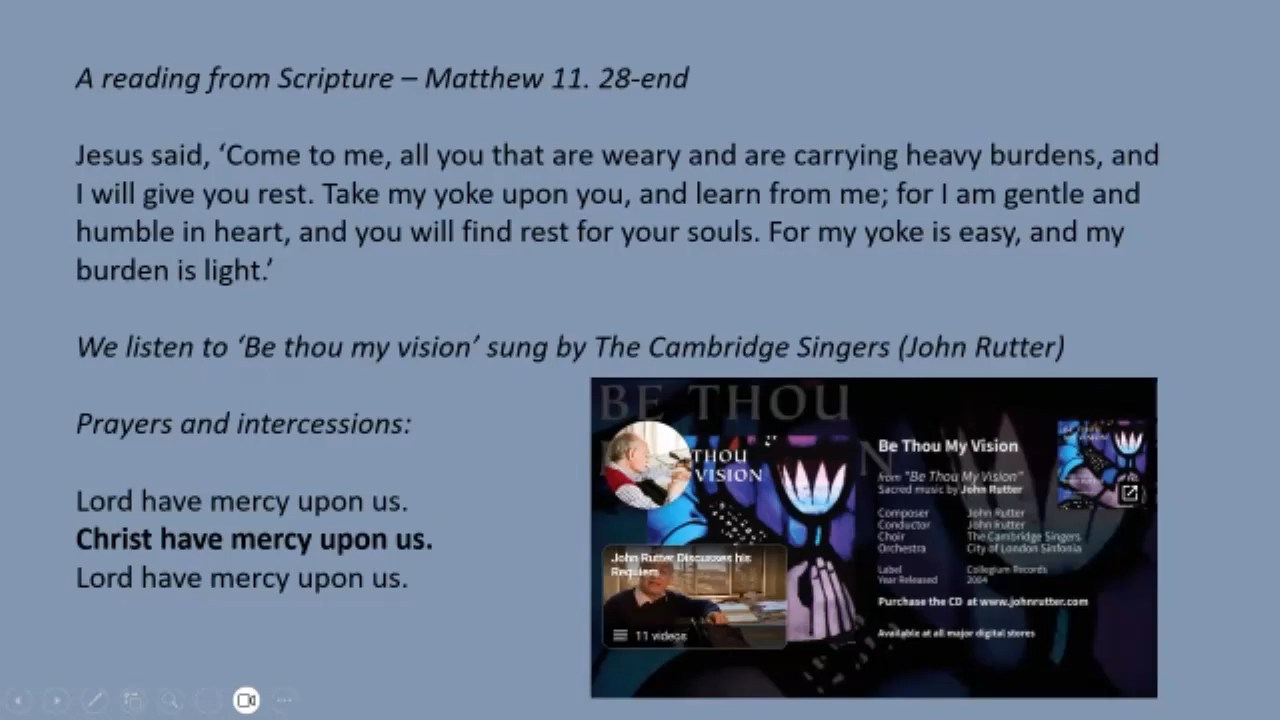 A reading from Scripture – Matthew 11. 28-end
Jesus said, ‘Come to me, all you that are weary and are carrying heavy burdens, and
I will give you rest. Take my yoke upon you, and learn from me; for I am gentle and
humble in heart, and you will find rest for your souls. For my yoke is easy, and my
burden is light.’
We listen to ‘Be thou my vision’ sung by The Cambridge Singers (John Rutter)
Prayers and intercessions:
Lord have mercy upon us.
Christ have mercy upon us.
Lord have mercy upon us.
BE THOU
THOU
VISION
N
John Rutter Discusses his
Requiem
11 videos
Be Thou My Vision
from "Be Thou My Vision"
Sacred music by John Rutter
Composer John Rutter
Conductor John Rutter
Choir The Cambridge Singers
Orchestra City of London Sinfonia
Label Collegium Records
Year Released 2004
Purchase the CD at www.johnrutter.com
Available at all major digital stores